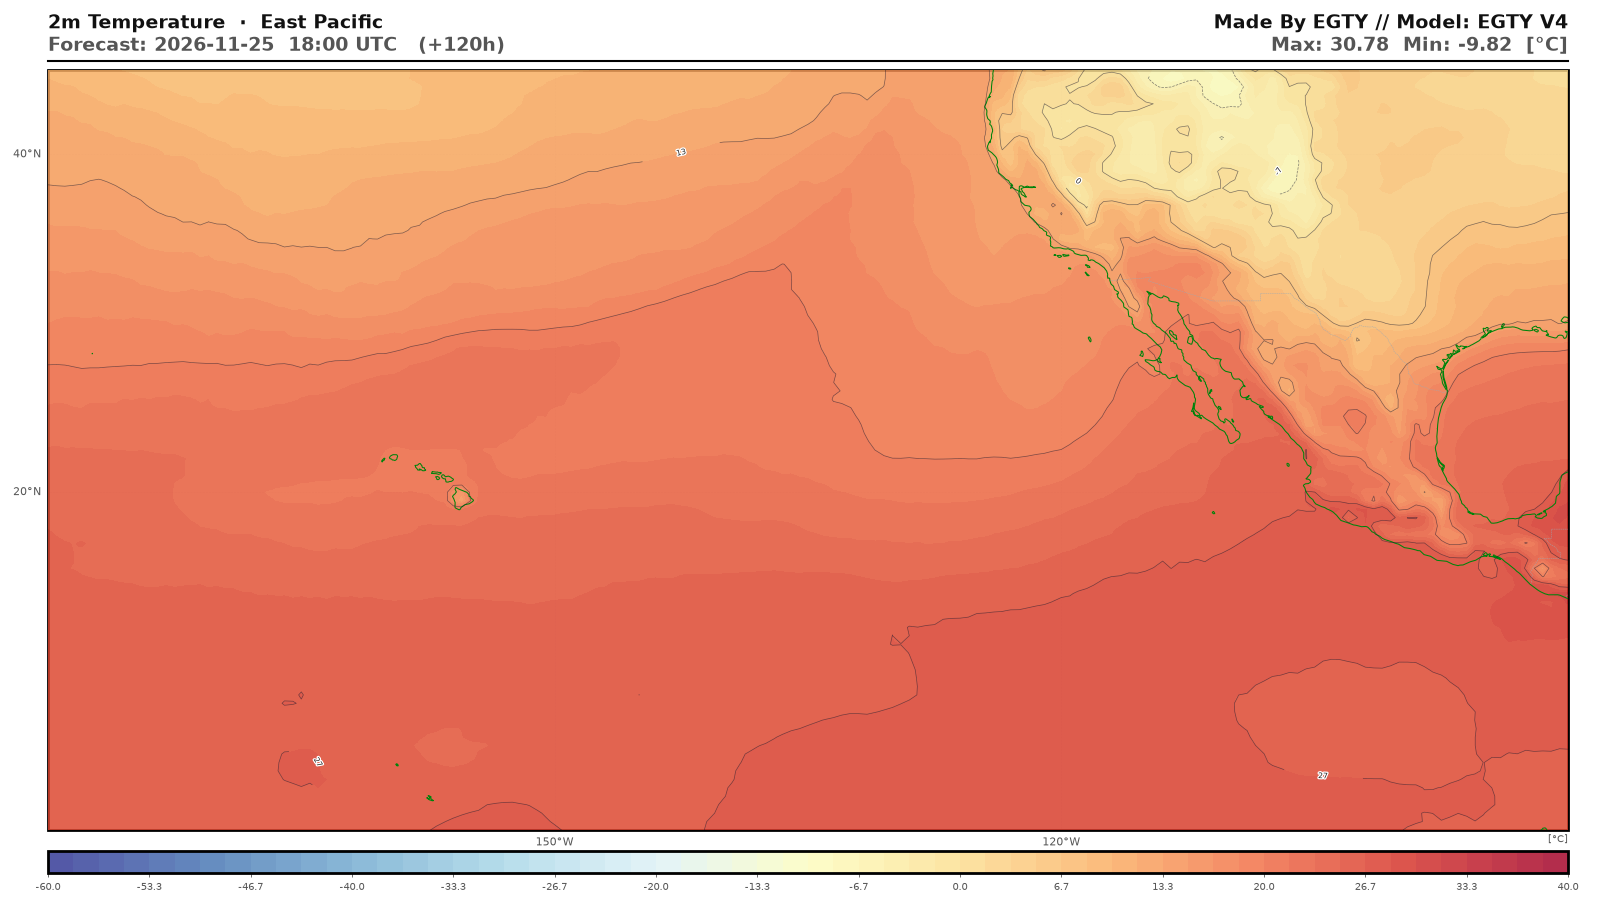 2m Temperature · East Pacific
Made By EGTY // Model: EGTY V4
Forecast: 2026-11-25 18:00 UTC (+120h)
Max: 30.78 Min: -9.82 [°C]
40°N
20°N
13
0
-7
27
27
150°W
120°W
[°C]
-60.0
-53.3
-46.7
-40.0
-33.3
-26.7
-20.0
-13.3
-6.7
0.0
6.7
13.3
20.0
26.7
33.3
40.0